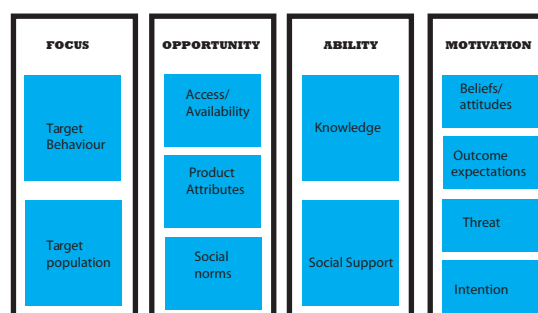 FOCUS
Target
Behaviour
Target
population
OPPORTUNITY
Access/
Availability
Product
Attributes
Social
norms
ABILITY
Knowledge
Social Support
MOTIVATION
Beliefs/
attitudes
Outcome
expectations
Threat
Intention